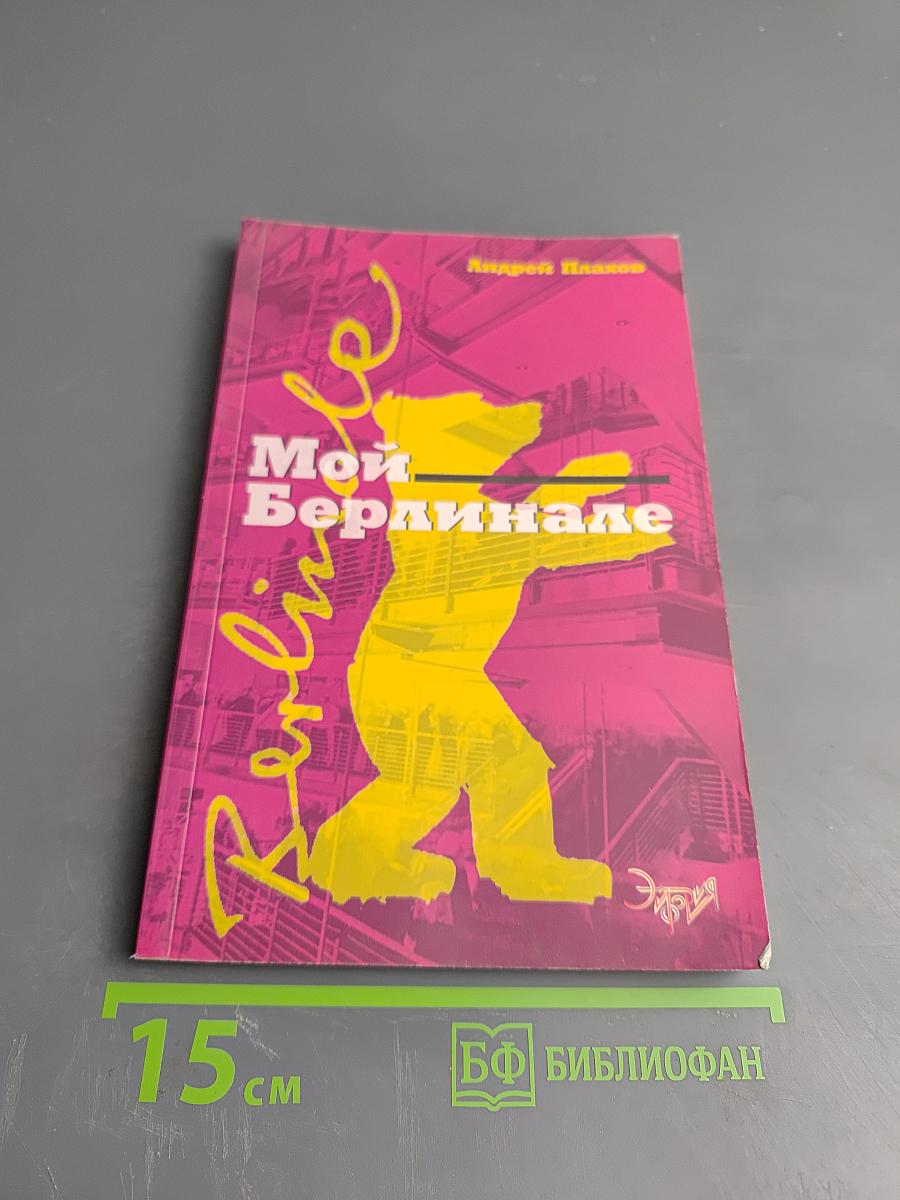 Андрей Плахов
Berlinale
Мой
Берлинале
Эйфория
15 см
БФ БИБЛИОФАН